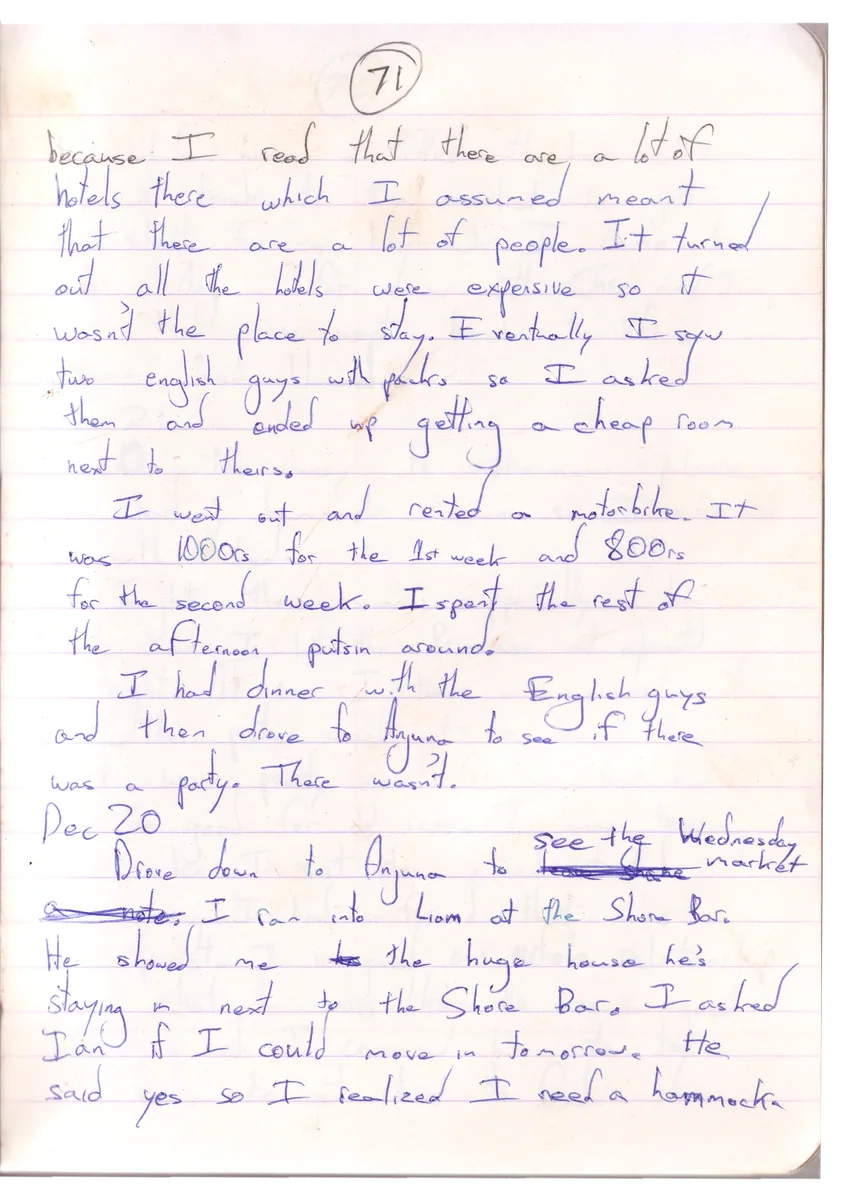 71
because I read that there are a lot of
hotels there which I assumed meant
that there are a lot of people. It turned
out all the hotels were expensive so it
wasn't the place to stay. Eventually I saw
two english guys with packs so I asked
them and ended up getting a cheap room
next to theirs.
I went out and rented a motorbike. It
was 1000rs for the 1st week and 800rs
for the second week. I spent the rest of
the afternoon putsin around.
I had dinner with the English guys
and then drove to Anjuna to see if there
was a party. There wasn't.
Dec 20
Drove down to Anjuna to see the Wednesday market
I ran into Liam at the Shore Bar.
He showed me the huge house he's
staying in next to the Shore Bar. I asked
Ian if I could move in tomorrow. He
said yes so I realized I need a hammock.